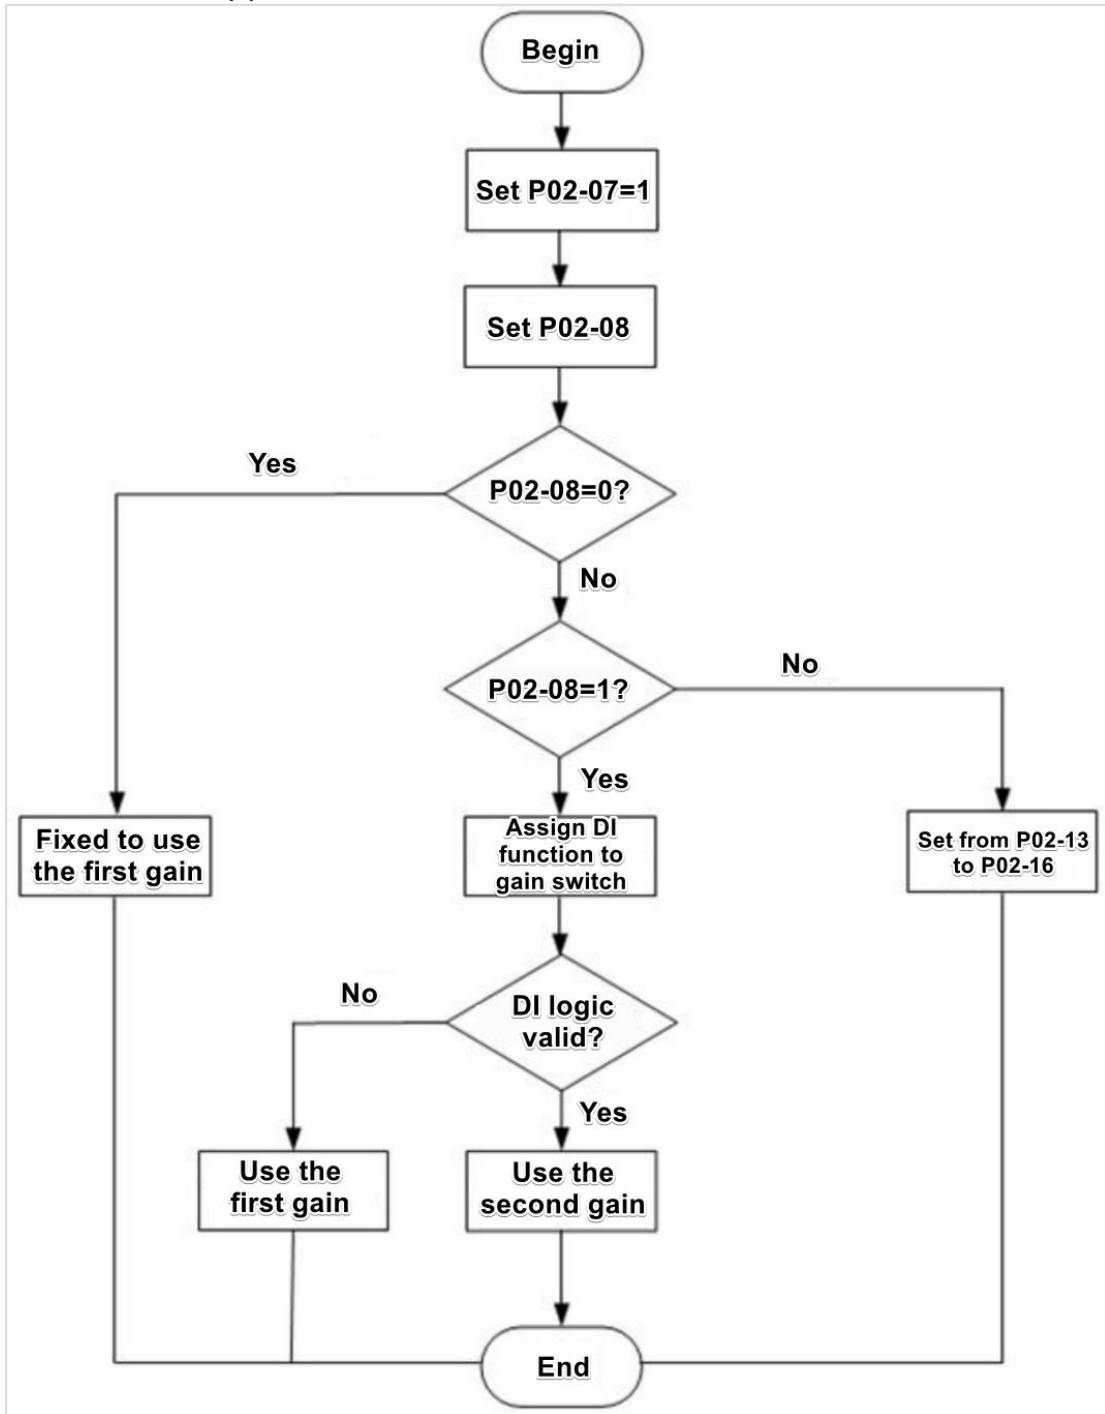 Begin
Set P02-07=1
Set P02-08
Yes
P02-08=0?
No
No
P02-08=1?
Yes
Fixed to use
the first gain
Assign DI
function to
gain switch
Set from P02-13
to P02-16
No
DI logic
valid?
Yes
Use the
first gain
Use the
second gain
End